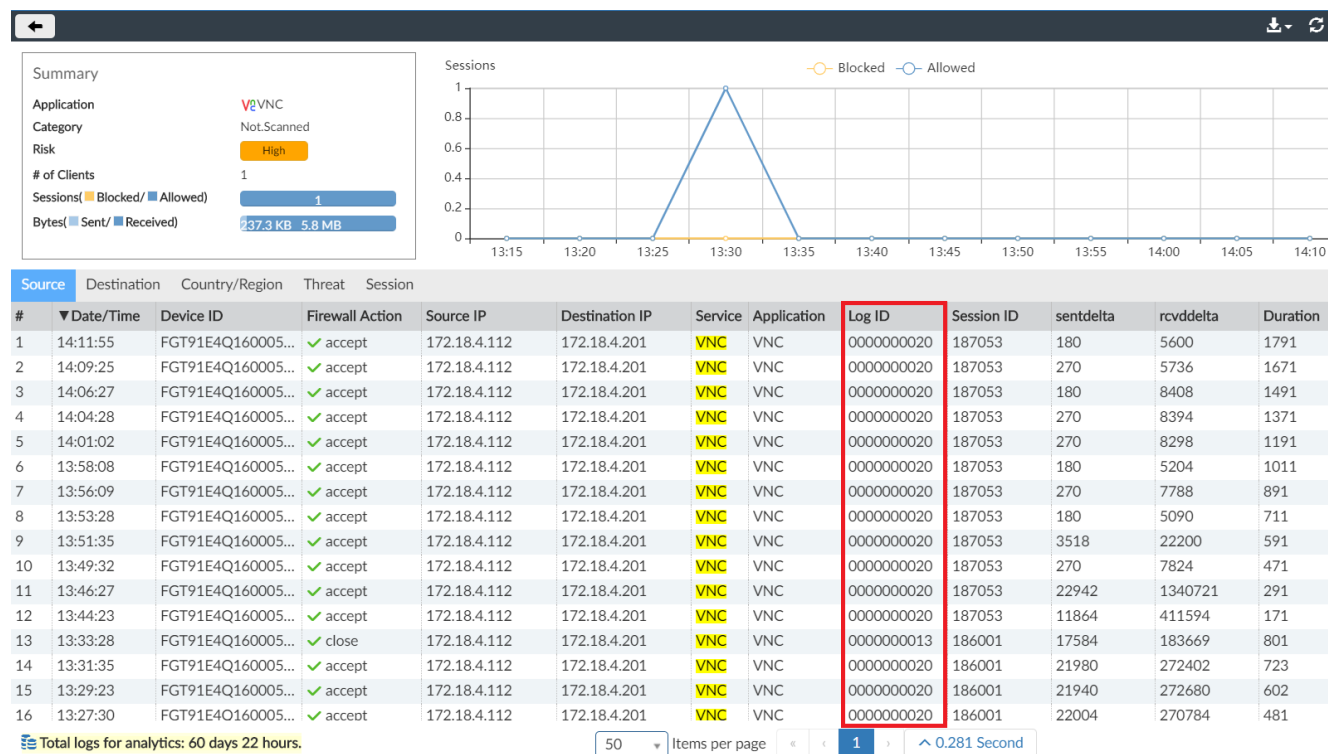 Summary
Application VNC
Category Not.Scanned
Risk High
# of Clients 1
Sessions( Blocked/ Allowed) 1
Bytes( Sent/ Received) 237.3 KB 5.8 MB
Sessions
Blocked Allowed
1
0.8
0.6
0.4
0.2
0
13:15 13:20 13:25 13:30 13:35 13:40 13:45 13:50 13:55 14:00 14:05 14:10
Source Destination Country/Region Threat Session
# ▼Date/Time Device ID Firewall Action Source IP Destination IP Service Application Log ID Session ID sentdelta rcvddelta Duration
1 14:11:55 FGT91E4Q160005... accept 172.18.4.112 172.18.4.201 VNC VNC 0000000020 187053 180 5600 1791
2 14:09:25 FGT91E4Q160005... accept 172.18.4.112 172.18.4.201 VNC VNC 0000000020 187053 270 5736 1671
3 14:06:27 FGT91E4Q160005... accept 172.18.4.112 172.18.4.201 VNC VNC 0000000020 187053 180 8408 1491
4 14:04:28 FGT91E4Q160005... accept 172.18.4.112 172.18.4.201 VNC VNC 0000000020 187053 270 8394 1371
5 14:01:02 FGT91E4Q160005... accept 172.18.4.112 172.18.4.201 VNC VNC 0000000020 187053 270 8298 1191
6 13:58:08 FGT91E4Q160005... accept 172.18.4.112 172.18.4.201 VNC VNC 0000000020 187053 180 5204 1011
7 13:56:09 FGT91E4Q160005... accept 172.18.4.112 172.18.4.201 VNC VNC 0000000020 187053 270 7788 891
8 13:53:28 FGT91E4Q160005... accept 172.18.4.112 172.18.4.201 VNC VNC 0000000020 187053 180 5090 711
9 13:51:35 FGT91E4Q160005... accept 172.18.4.112 172.18.4.201 VNC VNC 0000000020 187053 3518 22200 591
10 13:49:32 FGT91E4Q160005... accept 172.18.4.112 172.18.4.201 VNC VNC 0000000020 187053 270 7824 471
11 13:46:27 FGT91E4Q160005... accept 172.18.4.112 172.18.4.201 VNC VNC 0000000020 187053 22942 1340721 291
12 13:44:23 FGT91E4Q160005... accept 172.18.4.112 172.18.4.201 VNC VNC 0000000020 187053 11864 411594 171
13 13:33:28 FGT91E4Q160005... close 172.18.4.112 172.18.4.201 VNC VNC 0000000013 186001 17584 183669 801
14 13:31:35 FGT91E4Q160005... accept 172.18.4.112 172.18.4.201 VNC VNC 0000000020 186001 21980 272402 723
15 13:29:23 FGT91E4Q160005... accept 172.18.4.112 172.18.4.201 VNC VNC 0000000020 186001 21940 272680 602
16 13:27:30 FGT91E4Q160005... accept 172.18.4.112 172.18.4.201 VNC VNC 0000000020 186001 22004 270784 481
Total logs for analytics: 60 days 22 hours. 50 Items per page « ‹ 1 › 0.281 Second